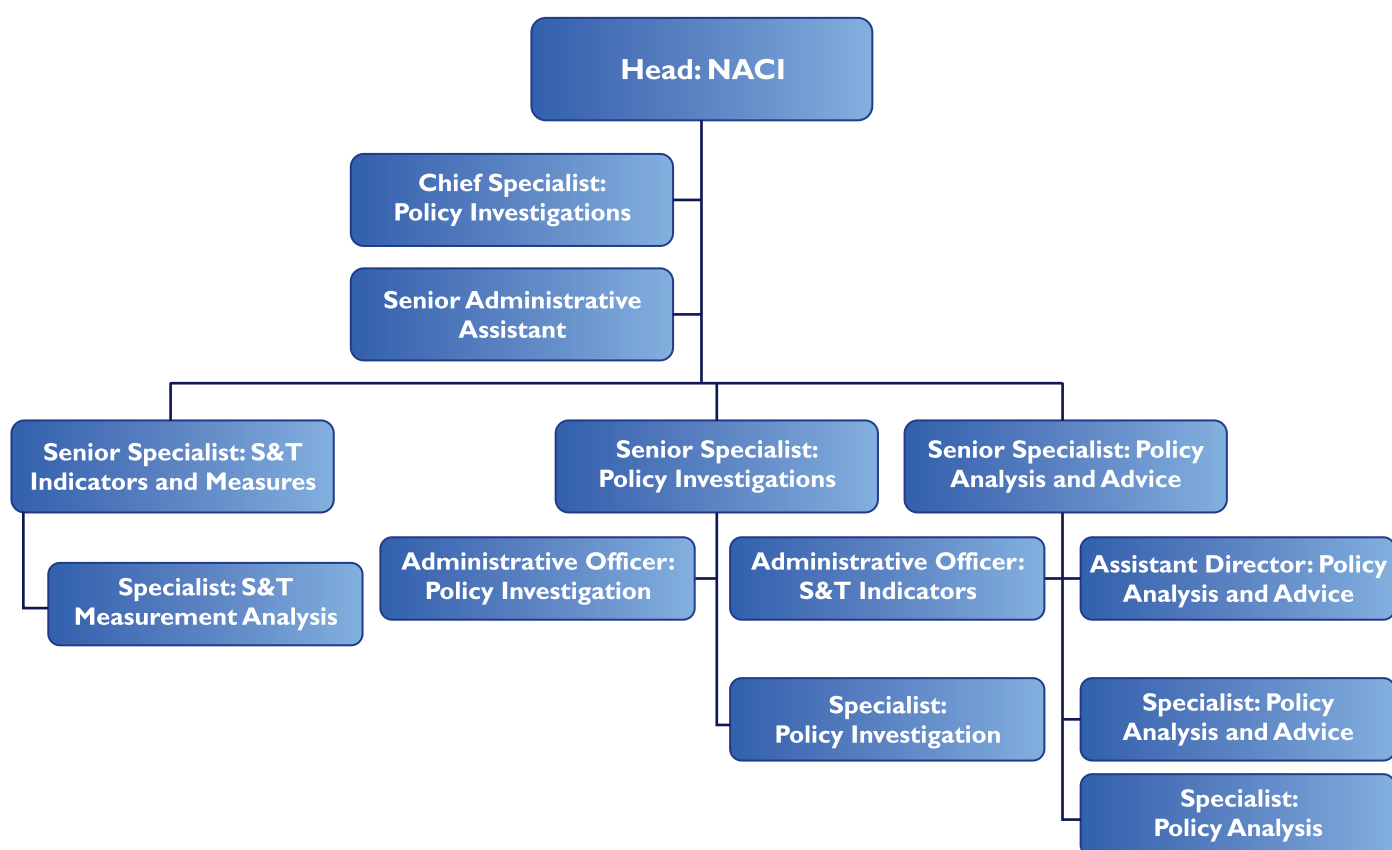 Head: NACI
Chief Specialist:
Policy Investigations
Senior Administrative
Assistant
Senior Specialist: S&T
Indicators and Measures
Senior Specialist:
Policy Investigations
Senior Specialist: Policy
Analysis and Advice
Specialist: S&T
Measurement Analysis
Administrative Officer:
Policy Investigation
Administrative Officer:
S&T Indicators
Assistant Director: Policy
Analysis and Advice
Specialist:
Policy Investigation
Specialist: Policy
Analysis and Advice
Specialist:
Policy Analysis